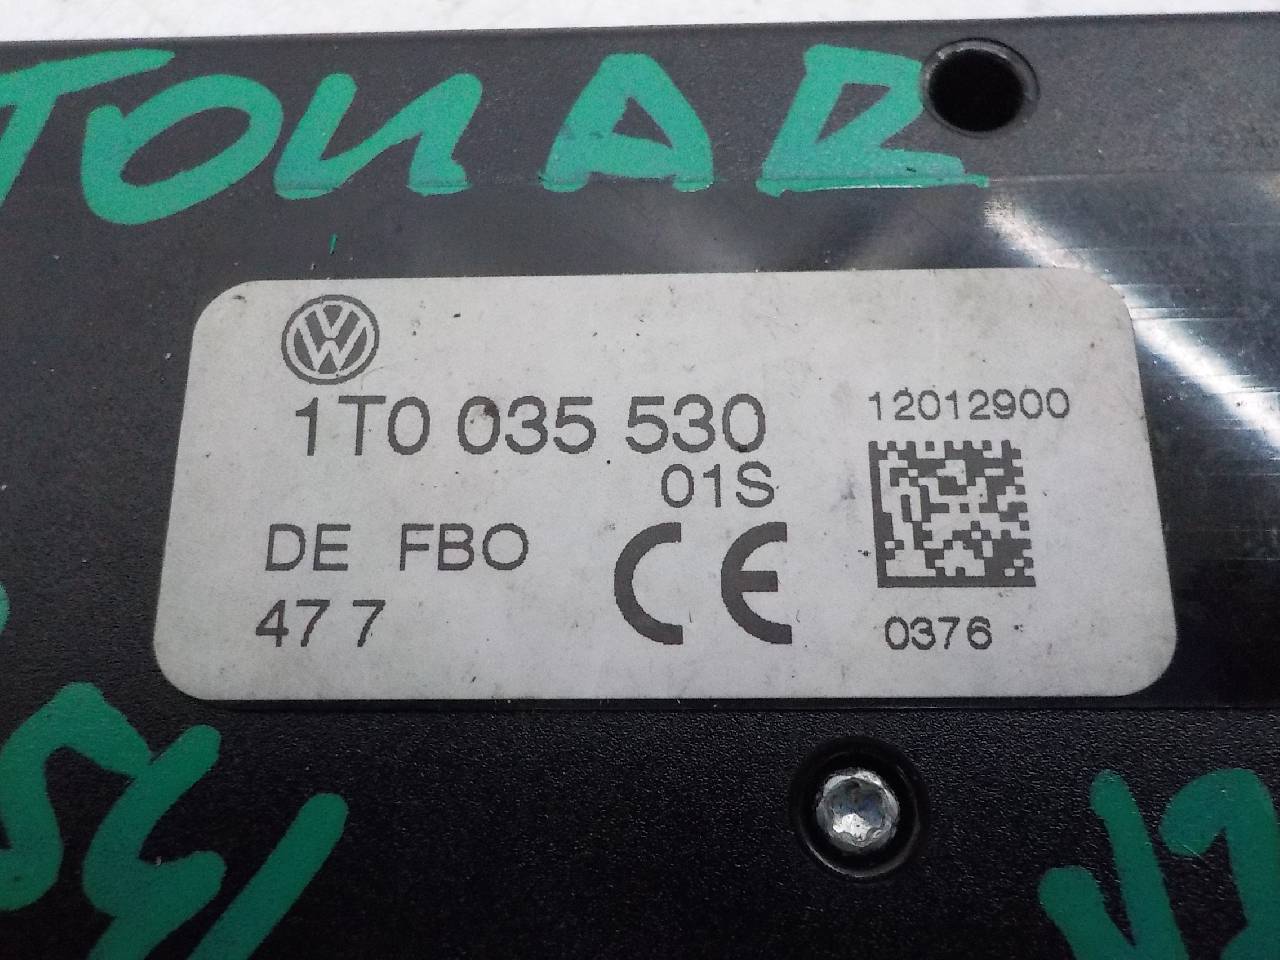 TOUAR
1T0 035 530
01S
12012900
DE FBO
47 7
CE
0376